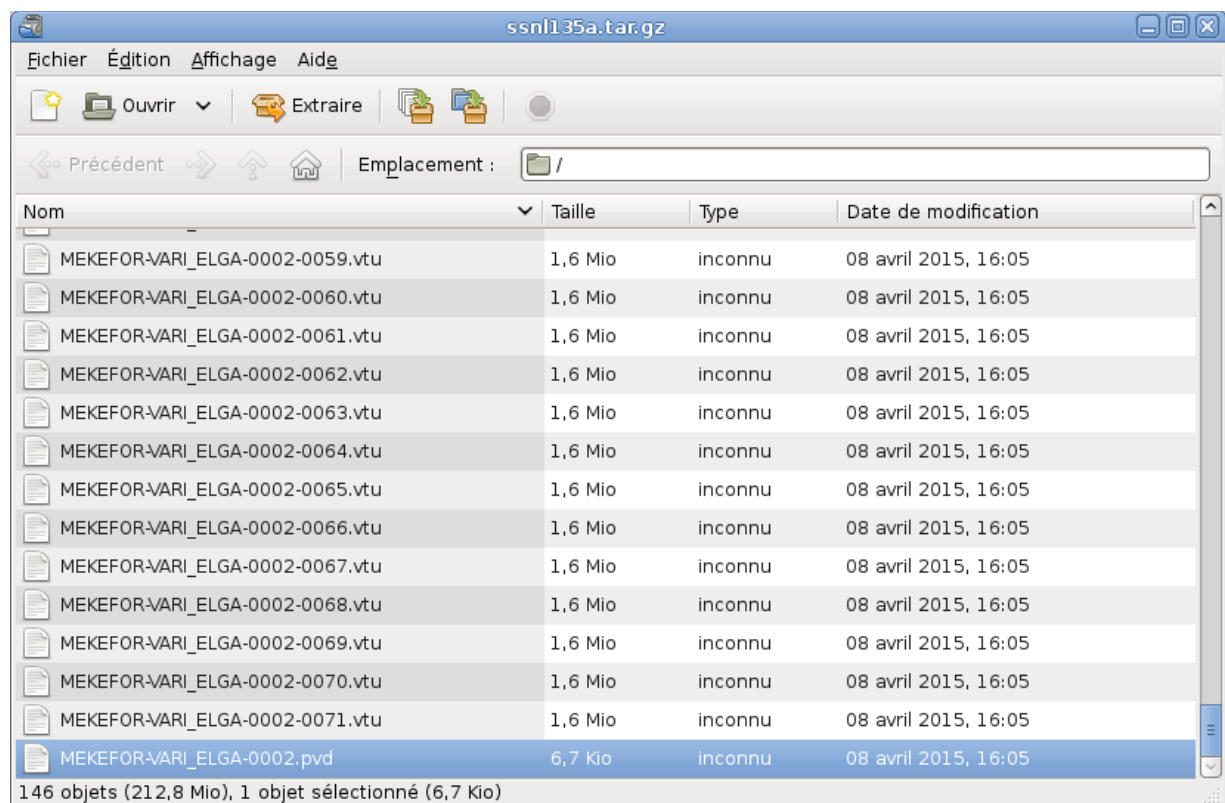 ssnl135a.tar.gz
Fichier Édition Affichage Aide
Ouvrir Extraire
Précédent Emplacement : /
Nom Taille Type Date de modification
MEKEFOR-VARI_ELGA-0002-0059.vtu 1,6 Mio inconnu 08 avril 2015, 16:05
MEKEFOR-VARI_ELGA-0002-0060.vtu 1,6 Mio inconnu 08 avril 2015, 16:05
MEKEFOR-VARI_ELGA-0002-0061.vtu 1,6 Mio inconnu 08 avril 2015, 16:05
MEKEFOR-VARI_ELGA-0002-0062.vtu 1,6 Mio inconnu 08 avril 2015, 16:05
MEKEFOR-VARI_ELGA-0002-0063.vtu 1,6 Mio inconnu 08 avril 2015, 16:05
MEKEFOR-VARI_ELGA-0002-0064.vtu 1,6 Mio inconnu 08 avril 2015, 16:05
MEKEFOR-VARI_ELGA-0002-0065.vtu 1,6 Mio inconnu 08 avril 2015, 16:05
MEKEFOR-VARI_ELGA-0002-0066.vtu 1,6 Mio inconnu 08 avril 2015, 16:05
MEKEFOR-VARI_ELGA-0002-0067.vtu 1,6 Mio inconnu 08 avril 2015, 16:05
MEKEFOR-VARI_ELGA-0002-0068.vtu 1,6 Mio inconnu 08 avril 2015, 16:05
MEKEFOR-VARI_ELGA-0002-0069.vtu 1,6 Mio inconnu 08 avril 2015, 16:05
MEKEFOR-VARI_ELGA-0002-0070.vtu 1,6 Mio inconnu 08 avril 2015, 16:05
MEKEFOR-VARI_ELGA-0002-0071.vtu 1,6 Mio inconnu 08 avril 2015, 16:05
MEKEFOR-VARI_ELGA-0002.pvd 6,7 Kio inconnu 08 avril 2015, 16:05
146 objets (212,8 Mio), 1 objet sélectionné (6,7 Kio)